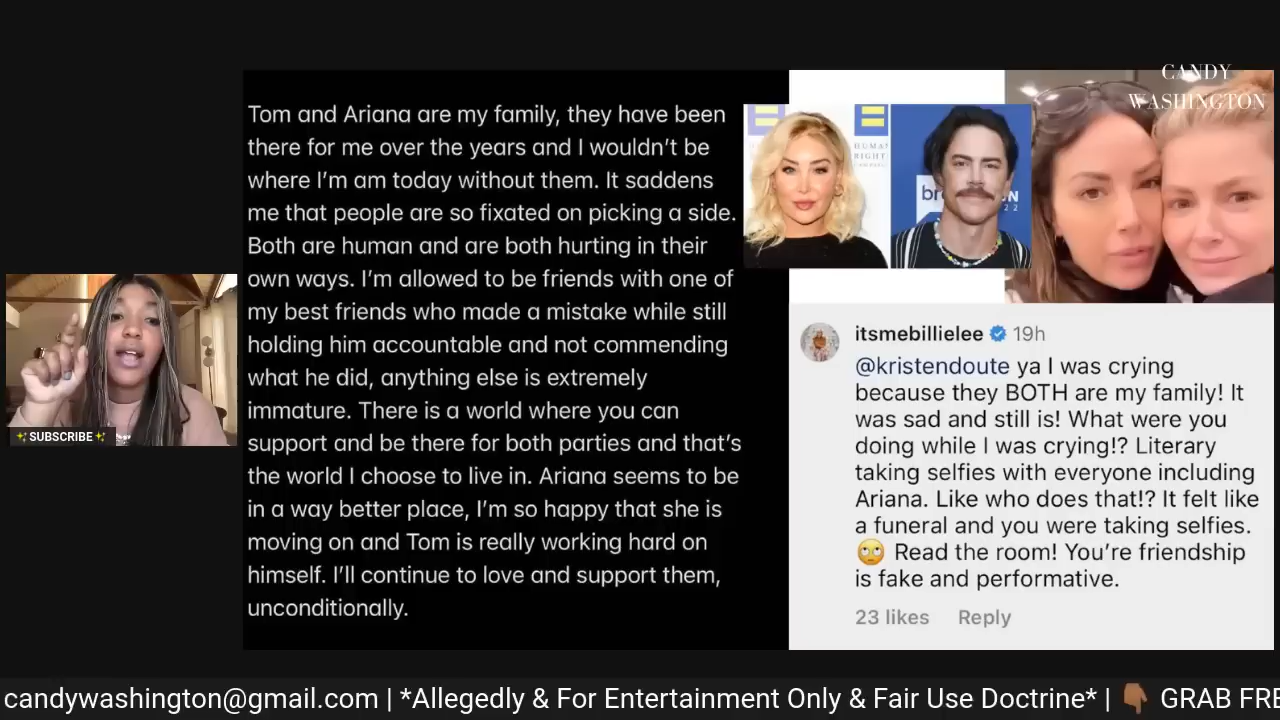 CANDY
WASHINGTON
Tom and Ariana are my family, they have been
there for me over the years and I wouldn't be
where I'm am today without them. It saddens
me that people are so fixated on picking a side.
Both are human and are both hurting in their
own ways. I'm allowed to be friends with one of
my best friends who made a mistake while still
holding him accountable and not commending
what he did, anything else is extremely
immature. There is a world where you can
support and be there for both parties and that's
the world I choose to live in. Ariana seems to be
in a way better place, I'm so happy that she is
moving on and Tom is really working hard on
himself. I'll continue to love and support them,
unconditionally.
HUMA
RIGHT
br
N
22
itsmebillielee 19h
@kristendoute ya I was crying
because they BOTH are my family! It
was sad and still is! What were you
doing while I was crying!? Literary
taking selfies with everyone including
Ariana. Like who does that!? It felt like
a funeral and you were taking selfies.
🙄 Read the room! You're friendship
is fake and performative.
23 likes Reply
✨SUBSCRIBE✨
candywashington@gmail.com | *Allegedly & For Entertainment Only & Fair Use Doctrine* | 👇🏾 GRAB FRE